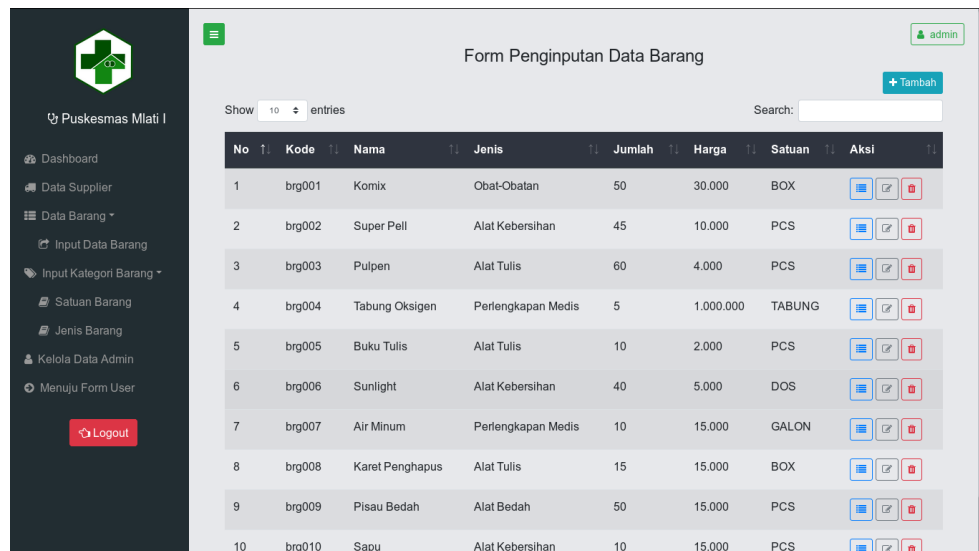 admin
Form Penginputan Data Barang
Tambah
Puskesmas Mlati I
Dashboard
Data Supplier
Data Barang
Input Data Barang
Input Kategori Barang
Satuan Barang
Jenis Barang
Kelola Data Admin
Menuju Form User
Logout
Show 10 entries Search:
No Kode Nama Jenis Jumlah Harga Satuan Aksi
1 brg001 Komix Obat-Obatan 50 30.000 BOX
2 brg002 Super Pell Alat Kebersihan 45 10.000 PCS
3 brg003 Pulpen Alat Tulis 60 4.000 PCS
4 brg004 Tabung Oksigen Perlengkapan Medis 5 1.000.000 TABUNG
5 brg005 Buku Tulis Alat Tulis 10 2.000 PCS
6 brg006 Sunlight Alat Kebersihan 40 5.000 DOS
7 brg007 Air Minum Perlengkapan Medis 10 15.000 GALON
8 brg008 Karet Penghapus Alat Tulis 15 15.000 BOX
9 brg009 Pisau Bedah Alat Bedah 50 15.000 PCS
10 brg010 Sapu Alat Kebersihan 10 15.000 PCS